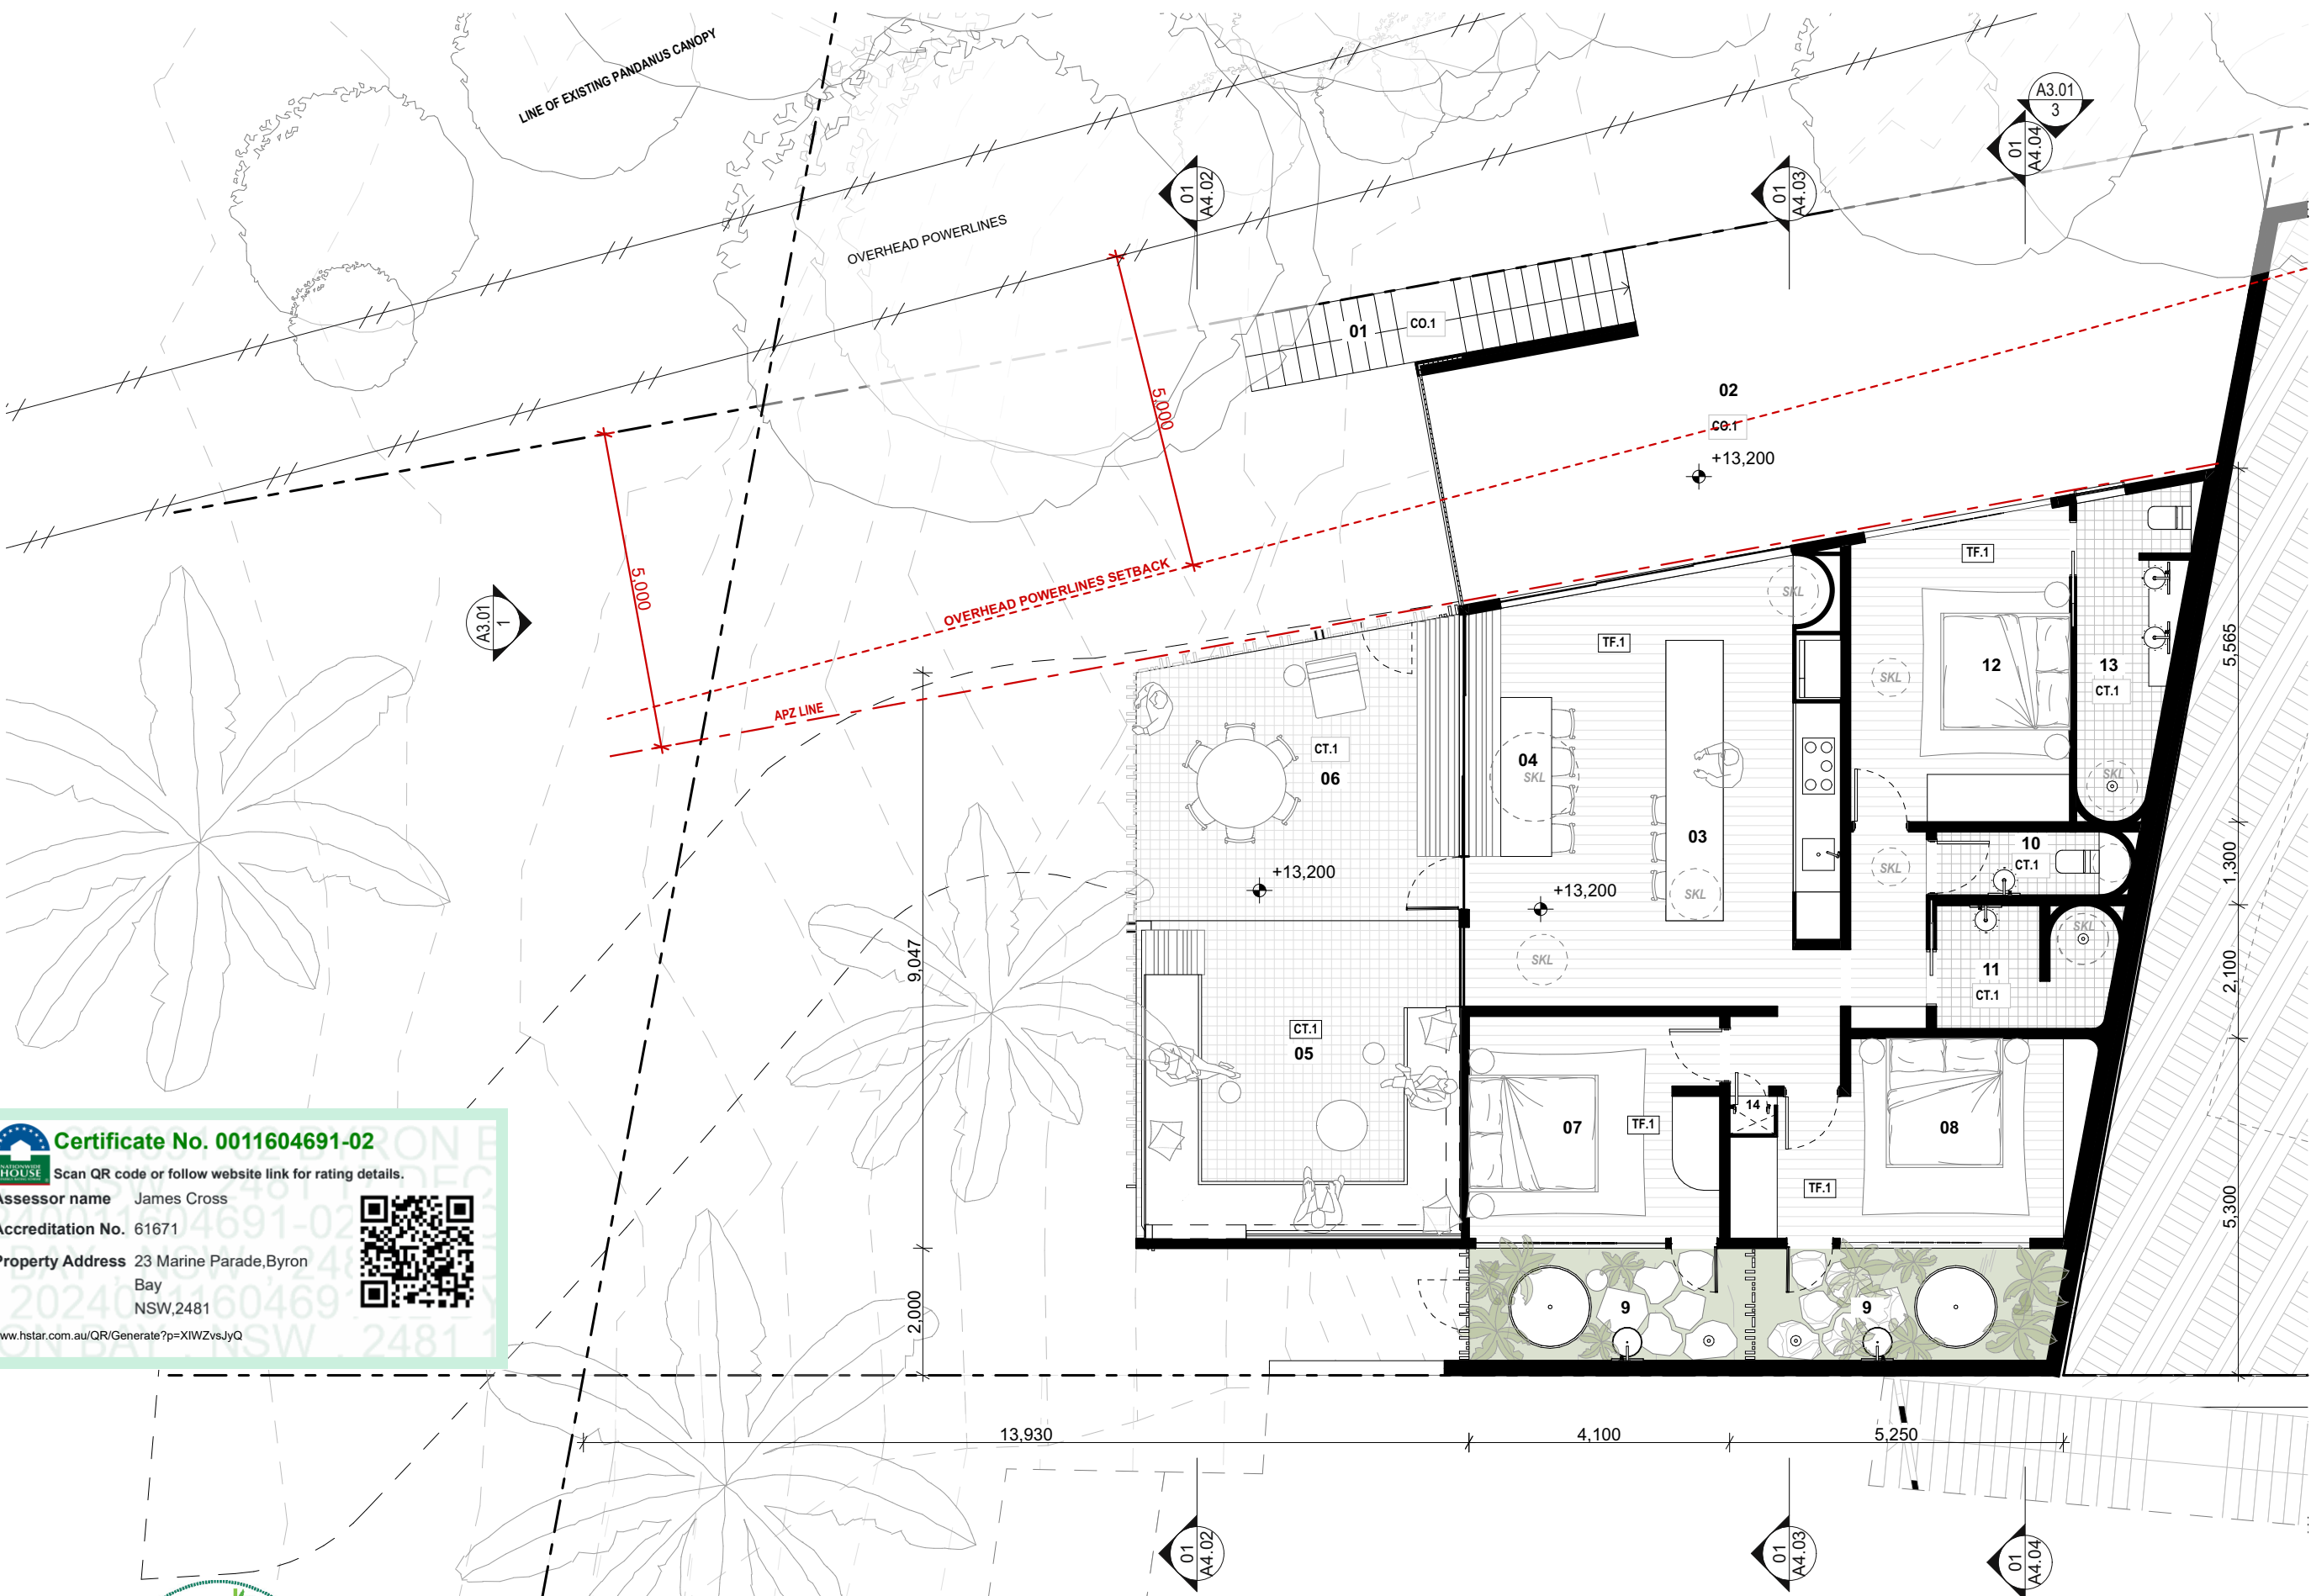 LINE OF EXISTING PANDANUS CANOPY
A3.01
3
01
A4.04
01
A4.02
01
A4.03
OVERHEAD POWERLINES
01
CO.1
02
CO.1
+13,200
5,000
5,000
A3.01
1
OVERHEAD POWERLINES SETBACK
APZ LINE
TF.1
SKL
TF.1
12
SKL
13
CT.1
SKL
5,565
CT.1
06
04
SKL
03
SKL
+13,200
+13,200
SKL
SKL
10
CT.1
1,300
SKL
11
CT.1
2,100
9,047
CT.1
05
07
TF.1
14
08
TF.1
5,300
9
9
2,000
Certificate No. 0011604691-02
Scan QR code or follow website link for rating details.
Assessor name James Cross
Accreditation No. 61671
Property Address 23 Marine Parade,Byron
Bay
NSW,2481
ww.hstar.com.au/QR/Generate?p=XIWZvsJyQ
NATIONWIDE
HOUSE
13,930
4,100
5,250
01
A4.02
01
A4.03
01
A4.04